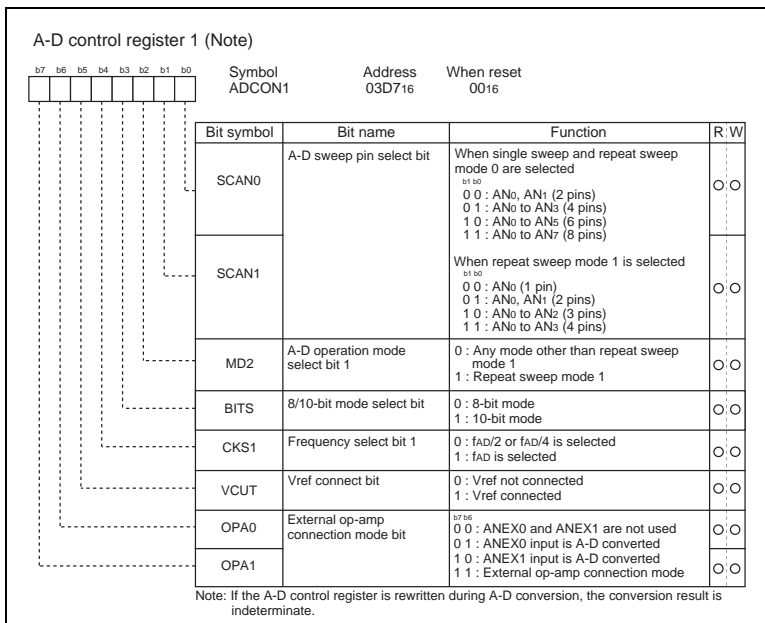 A-D control register 1 (Note)
b7 b6 b5 b4 b3 b2 b1 b0
Symbol Address When reset
ADCON1 03D716 0016
Bit symbol Bit name Function R W
SCAN0 A-D sweep pin select bit When single sweep and repeat sweep
mode 0 are selected
b1 b0
0 0 : AN0, AN1 (2 pins)
0 1 : AN0 to AN3 (4 pins)
1 0 : AN0 to AN5 (6 pins)
1 1 : AN0 to AN7 (8 pins)
SCAN1 When repeat sweep mode 1 is selected
b1 b0
0 0 : AN0 (1 pin)
0 1 : AN0, AN1 (2 pins)
1 0 : AN0 to AN2 (3 pins)
1 1 : AN0 to AN3 (4 pins)
MD2 A-D operation mode
select bit 1
0 : Any mode other than repeat sweep
mode 1
1 : Repeat sweep mode 1
BITS 8/10-bit mode select bit 0 : 8-bit mode
1 : 10-bit mode
CKS1 Frequency select bit 1 0 : fAD/2 or fAD/4 is selected
1 : fAD is selected
VCUT Vref connect bit 0 : Vref not connected
1 : Vref connected
OPA0 External op-amp
connection mode bit
b7 b6
0 0 : ANEX0 and ANEX1 are not used
0 1 : ANEX0 input is A-D converted
OPA1 1 0 : ANEX1 input is A-D converted
1 1 : External op-amp connection mode
Note: If the A-D control register is rewritten during A-D conversion, the conversion result is
indeterminate.